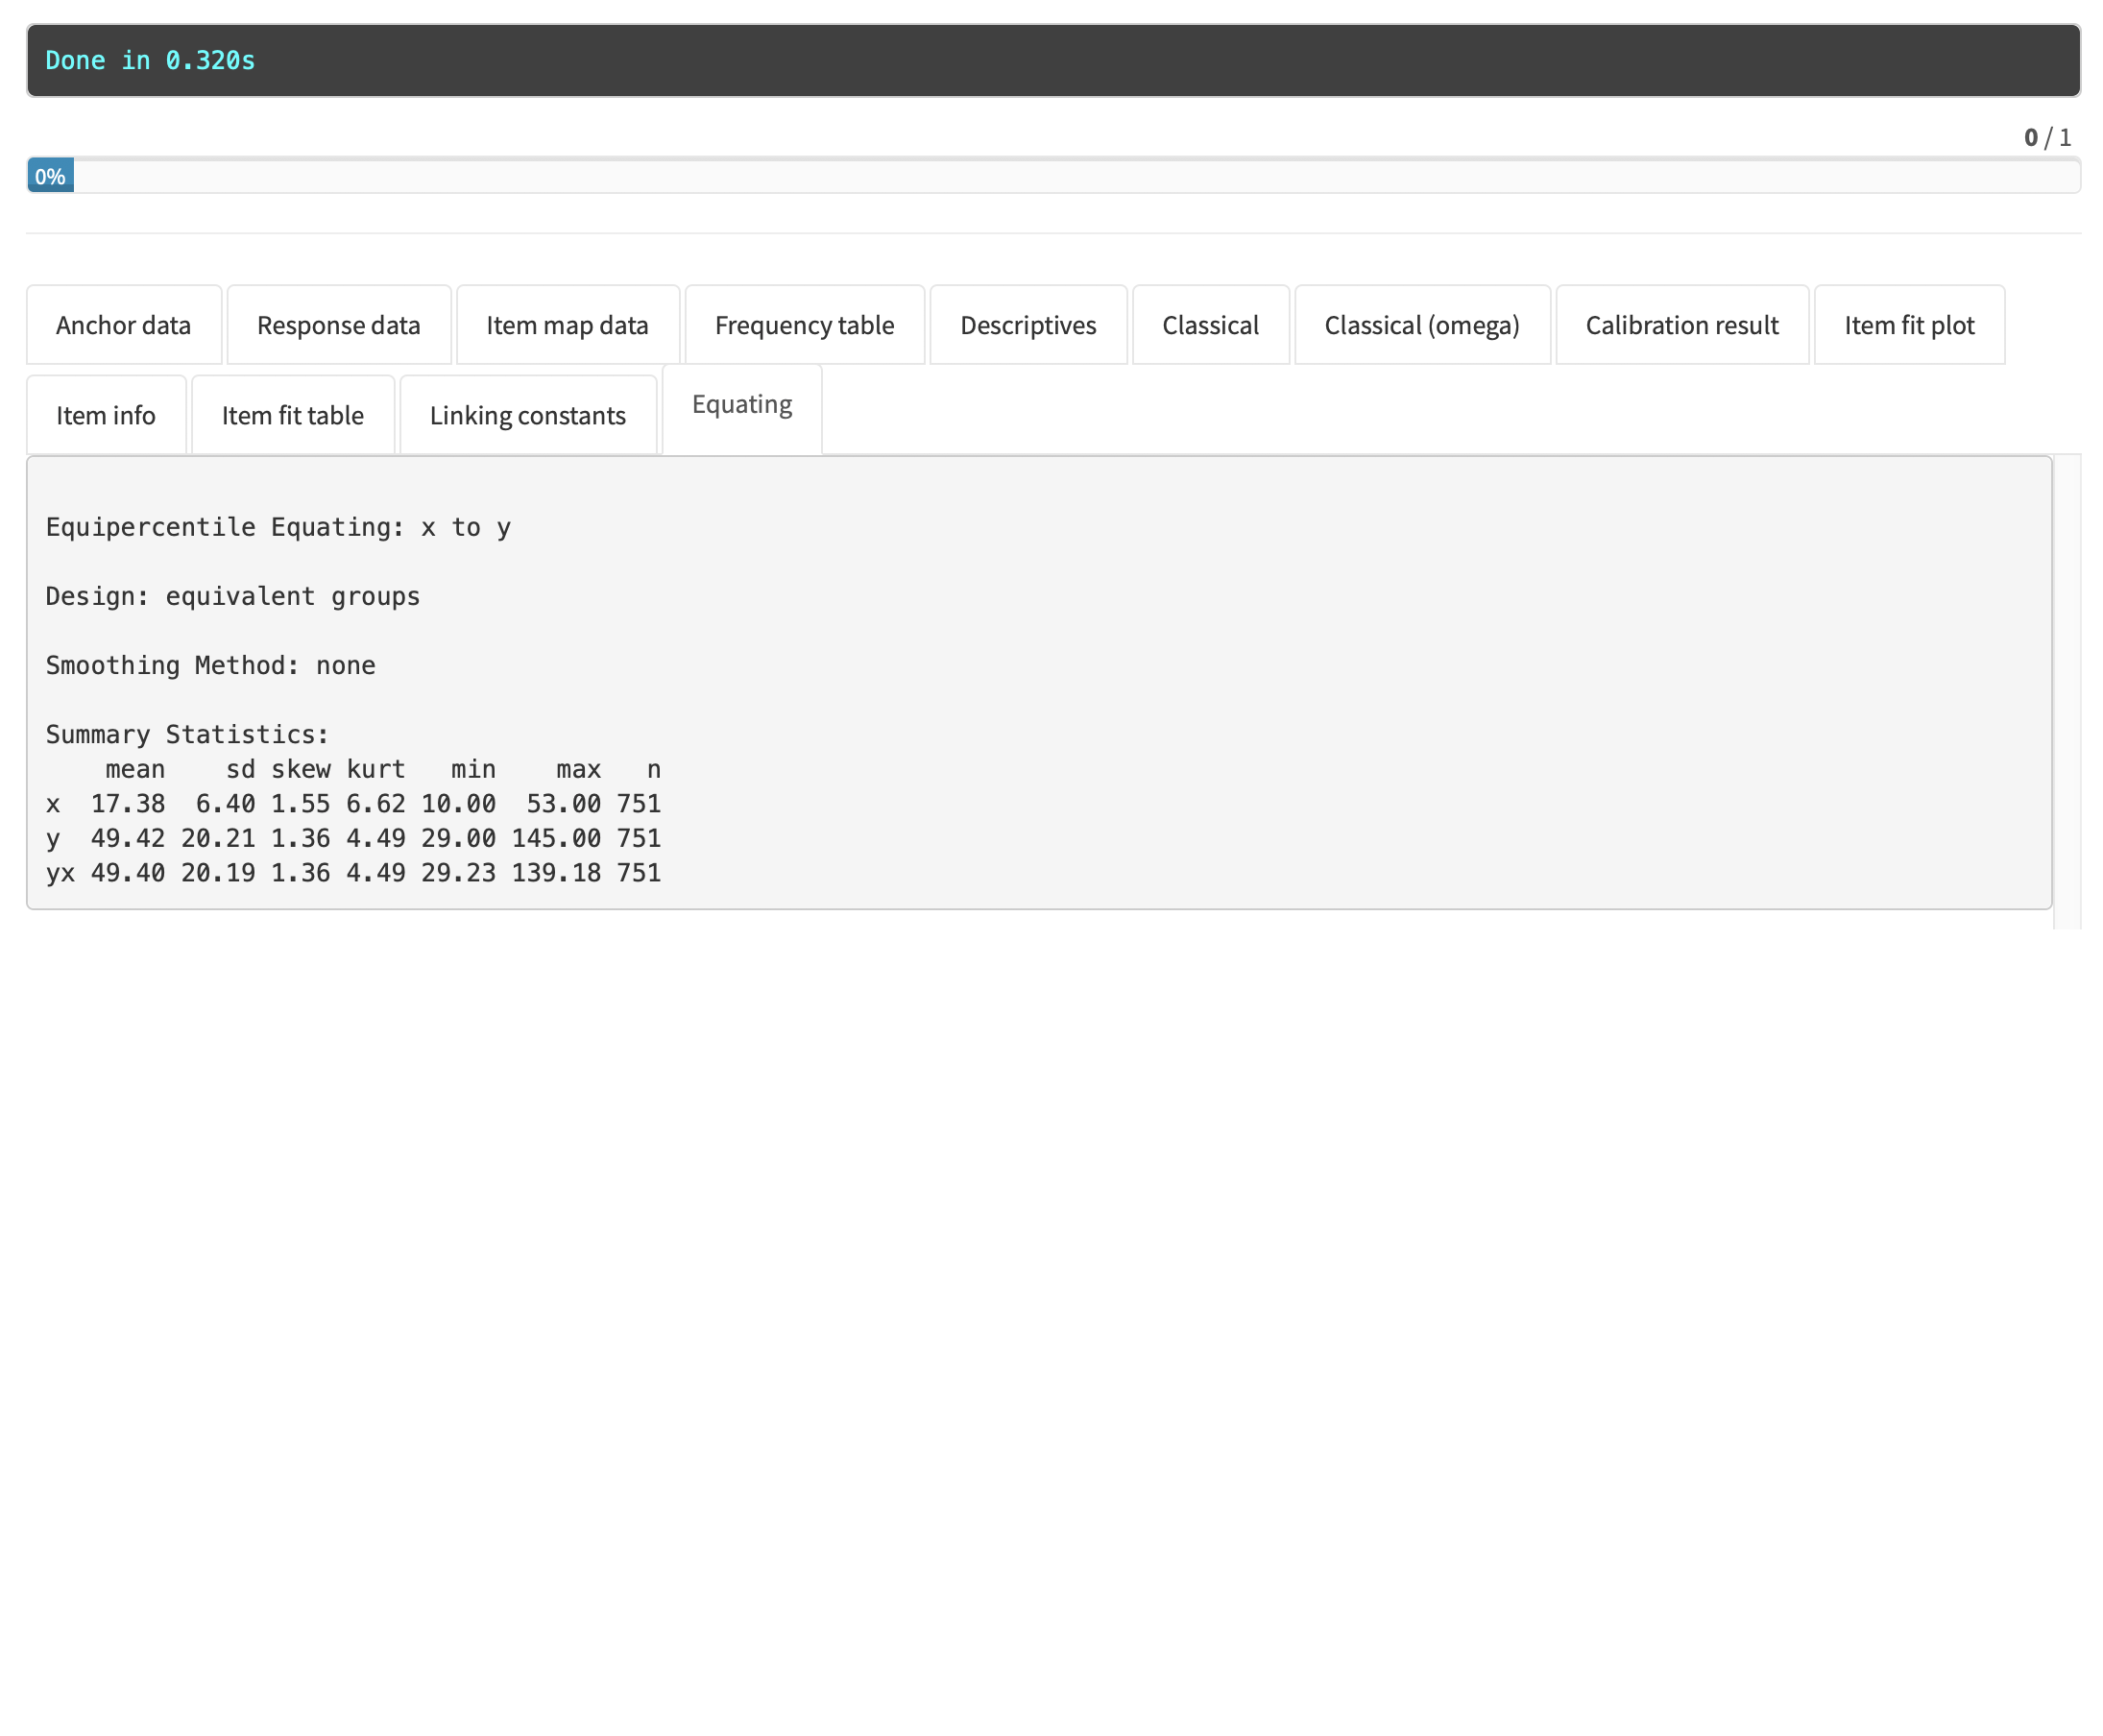 Done in 0.320s
0 / 1
0%
Anchor data Response data Item map data Frequency table Descriptives Classical Classical (omega) Calibration result Item fit plot
Item info Item fit table Linking constants Equating
Equipercentile Equating: x to y
Design: equivalent groups
Smoothing Method: none
Summary Statistics:
    mean    sd skew kurt   min    max   n
x  17.38  6.40 1.55 6.62 10.00  53.00 751
y  49.42 20.21 1.36 4.49 29.00 145.00 751
yx 49.40 20.19 1.36 4.49 29.23 139.18 751